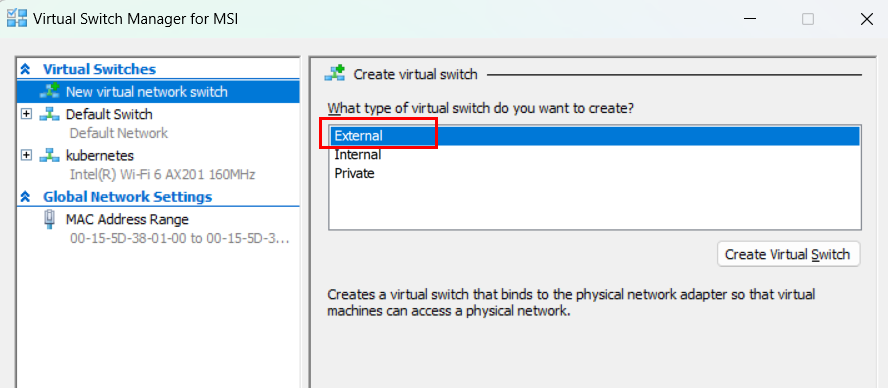 Virtual Switch Manager for MSI
Virtual Switches
New virtual network switch
Default Switch
Default Network
kubernetes
Intel(R) Wi-Fi 6 AX201 160MHz
Global Network Settings
MAC Address Range
00-15-5D-38-01-00 to 00-15-5D-3...
Create virtual switch
What type of virtual switch do you want to create?
External
Internal
Private
Create Virtual Switch
Creates a virtual switch that binds to the physical network adapter so that virtual
machines can access a physical network.